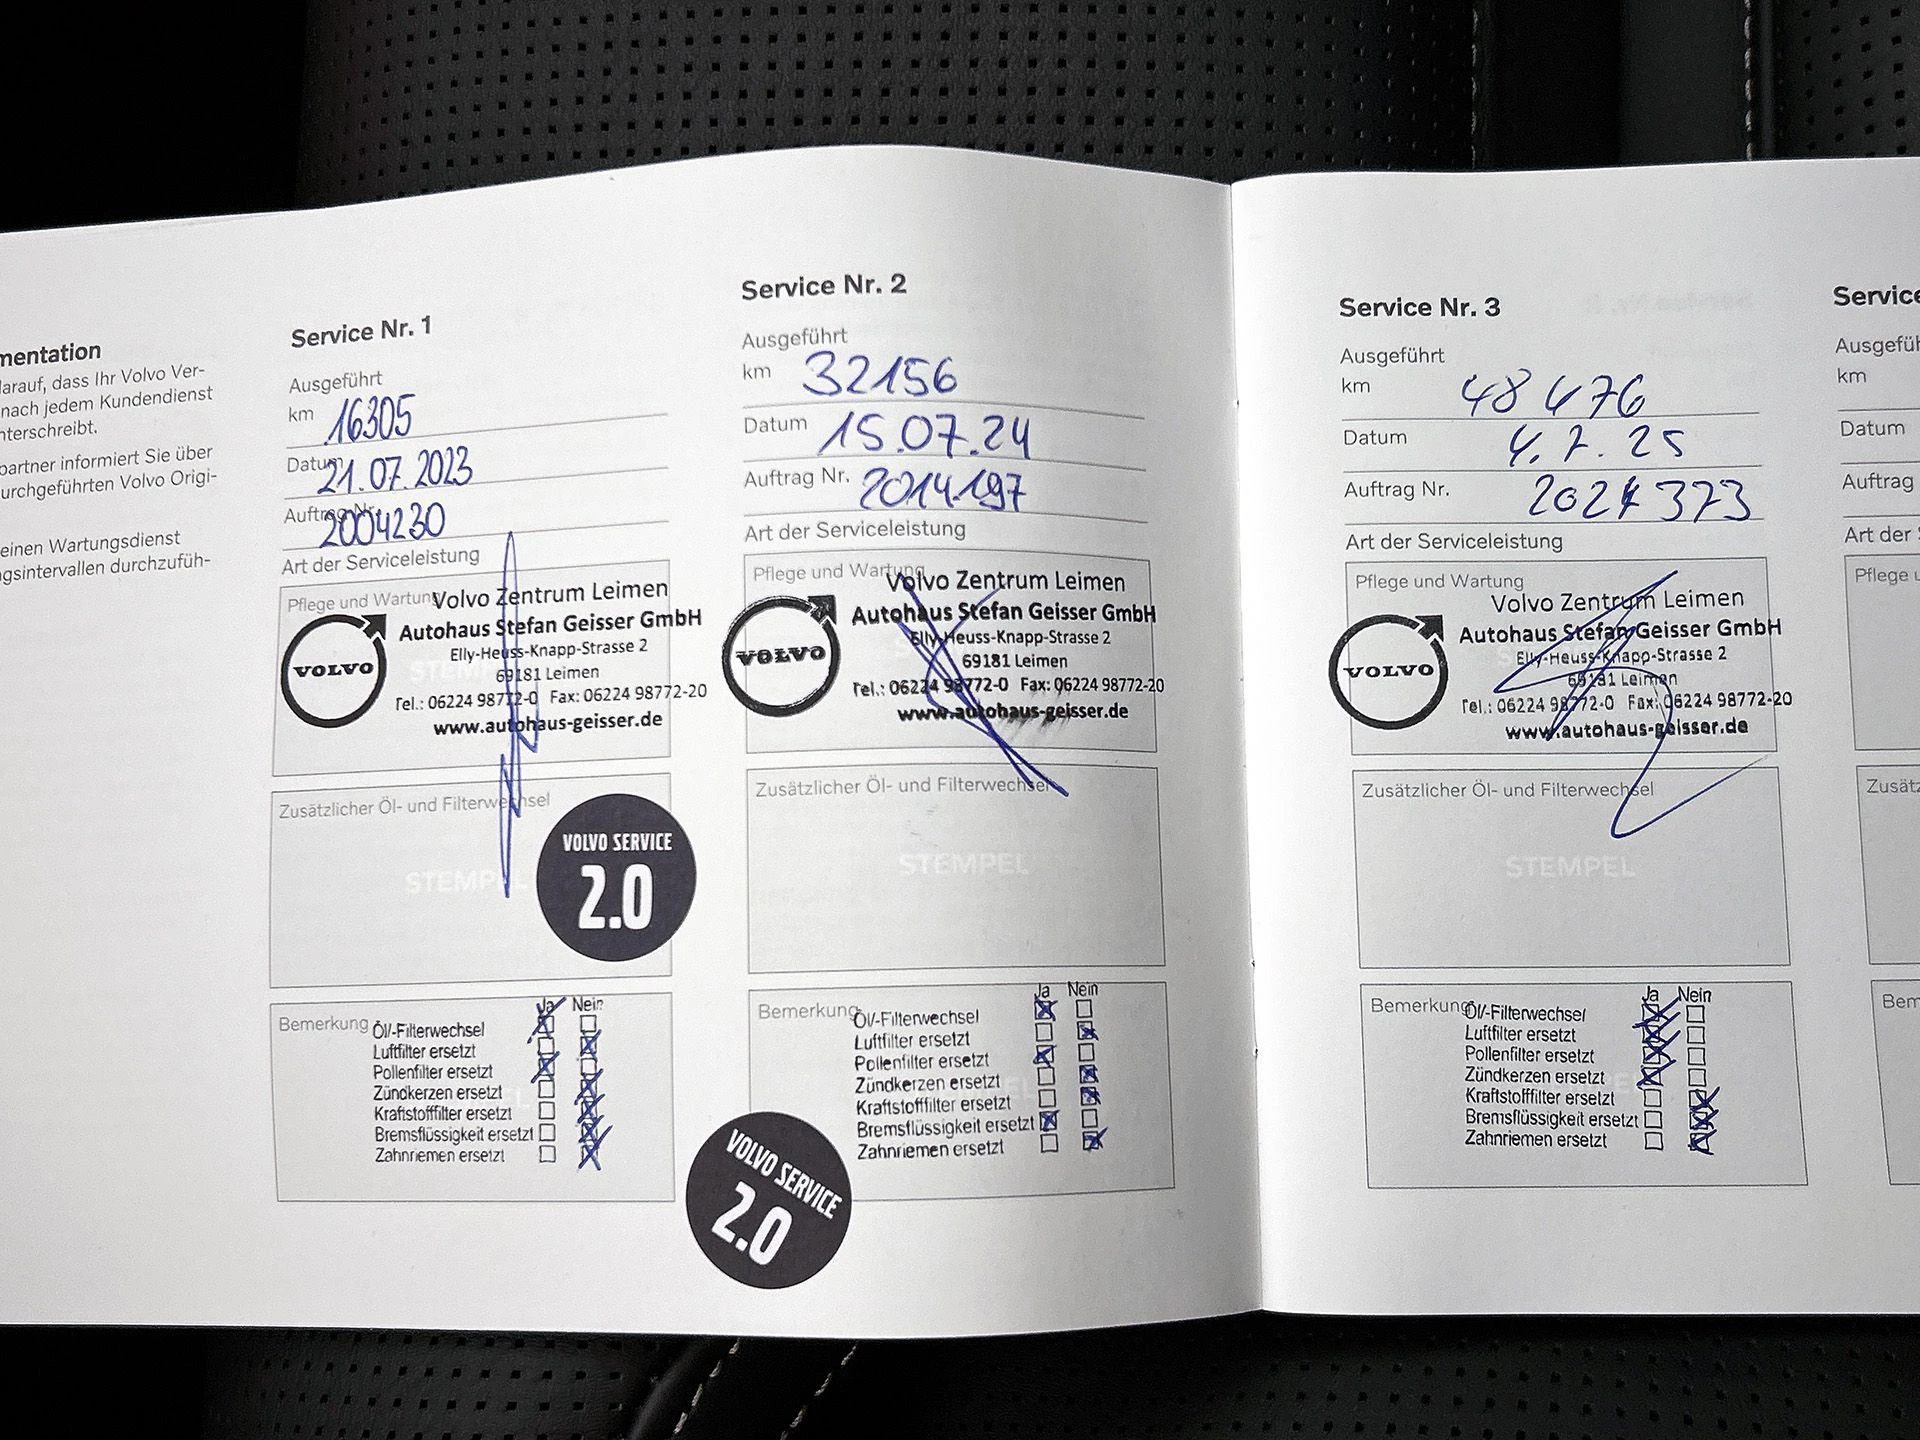 mentation
darauf, dass Ihr Volvo Ver-
nach jedem Kundendienst
nterschreibt.
partner informiert Sie über
urchgeführten Volvo Origi-
einen Wartungsdienst
gsintervallen durchzufüh-
Service Nr. 1
Ausgeführt
km 16305
Datum 21.07.2023
Auftrag Nr. 2004230
Art der Serviceleistung
Pflege und Wartung
VOLVO
Volvo Zentrum Leimen
Autohaus Stefan Geisser GmbH
Elly-Heuss-Knapp-Strasse 2
69181 Leimen
Tel.: 06224 98772-0 Fax: 06224 98772-20
www.autohaus-geisser.de
Zusätzlicher Öl- und Filterwechsel
STEMPEL
VOLVO SERVICE
2.0
Bemerkung
Ja Nein
Öl/-Filterwechsel
Luftfilter ersetzt
Pollenfilter ersetzt
Zündkerzen ersetzt
Kraftstofffilter ersetzt
Bremsflüssigkeit ersetzt
Zahnriemen ersetzt
Service Nr. 2
Ausgeführt
km 32156
Datum 15.07.24
Auftrag Nr. 2014197
Art der Serviceleistung
Pflege und Wartung
VOLVO
Volvo Zentrum Leimen
Autohaus Stefan Geisser GmbH
Elly-Heuss-Knapp-Strasse 2
69181 Leimen
Tel.: 06224 98772-0 Fax: 06224 98772-20
www.autohaus-geisser.de
Zusätzlicher Öl- und Filterwechsel
STEMPEL
Bemerkung
Ja Nein
Öl/-Filterwechsel
Luftfilter ersetzt
Pollenfilter ersetzt
Zündkerzen ersetzt
Kraftstofffilter ersetzt
Bremsflüssigkeit ersetzt
Zahnriemen ersetzt
VOLVO SERVICE
2.0
Service Nr. 3
Ausgeführt
km 48476
Datum 4.7.25
Auftrag Nr. 2024373
Art der Serviceleistung
Pflege und Wartung
VOLVO
Volvo Zentrum Leimen
Autohaus Stefan Geisser GmbH
Elly-Heuss-Knapp-Strasse 2
69181 Leimen
Tel.: 06224 98772-0 Fax: 06224 98772-20
www.autohaus-geisser.de
Zusätzlicher Öl- und Filterwechsel
STEMPEL
Bemerkung
Ja Nein
Öl/-Filterwechsel
Luftfilter ersetzt
Pollenfilter ersetzt
Zündkerzen ersetzt
Kraftstofffilter ersetzt
Bremsflüssigkeit ersetzt
Zahnriemen ersetzt
Service
Ausgefüh
km
Datum
Auftrag
Art der
Pflege u
Zusätz
Bem